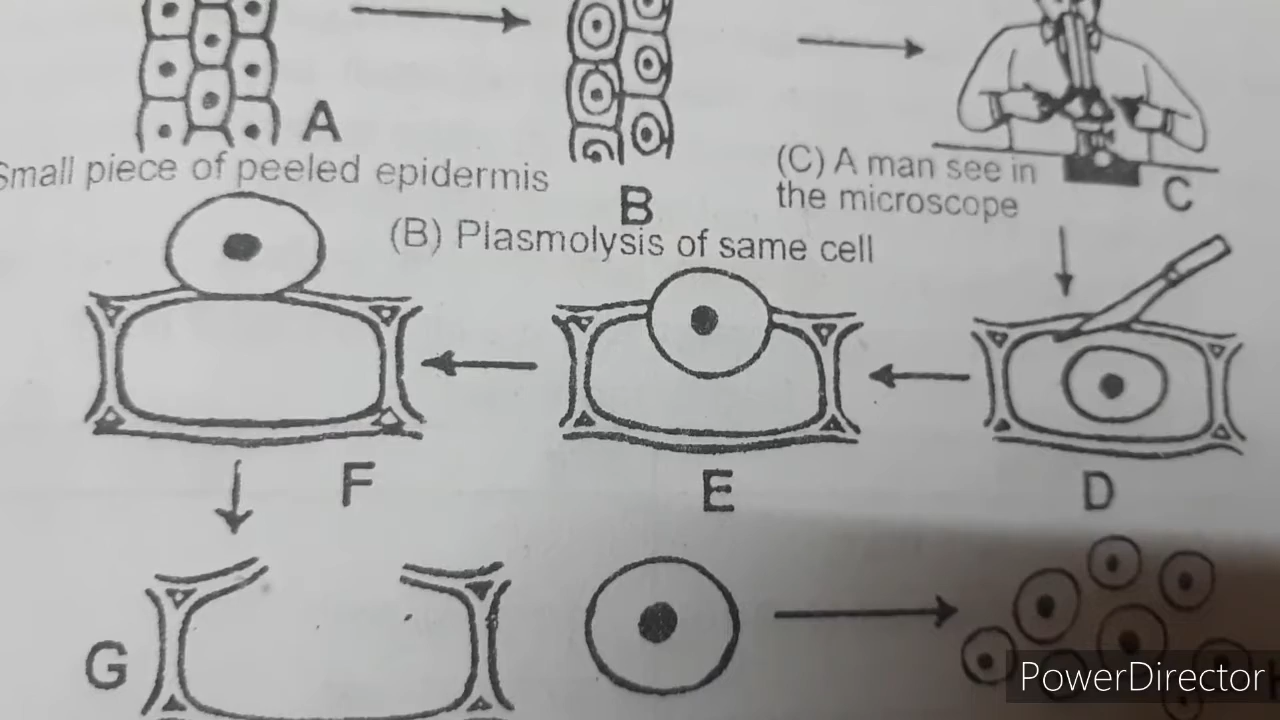 A
Small piece of peeled epidermis
B
(B) Plasmolysis of same cell
(C) A man see in
the microscope
C
F
E
D
G
PowerDirector